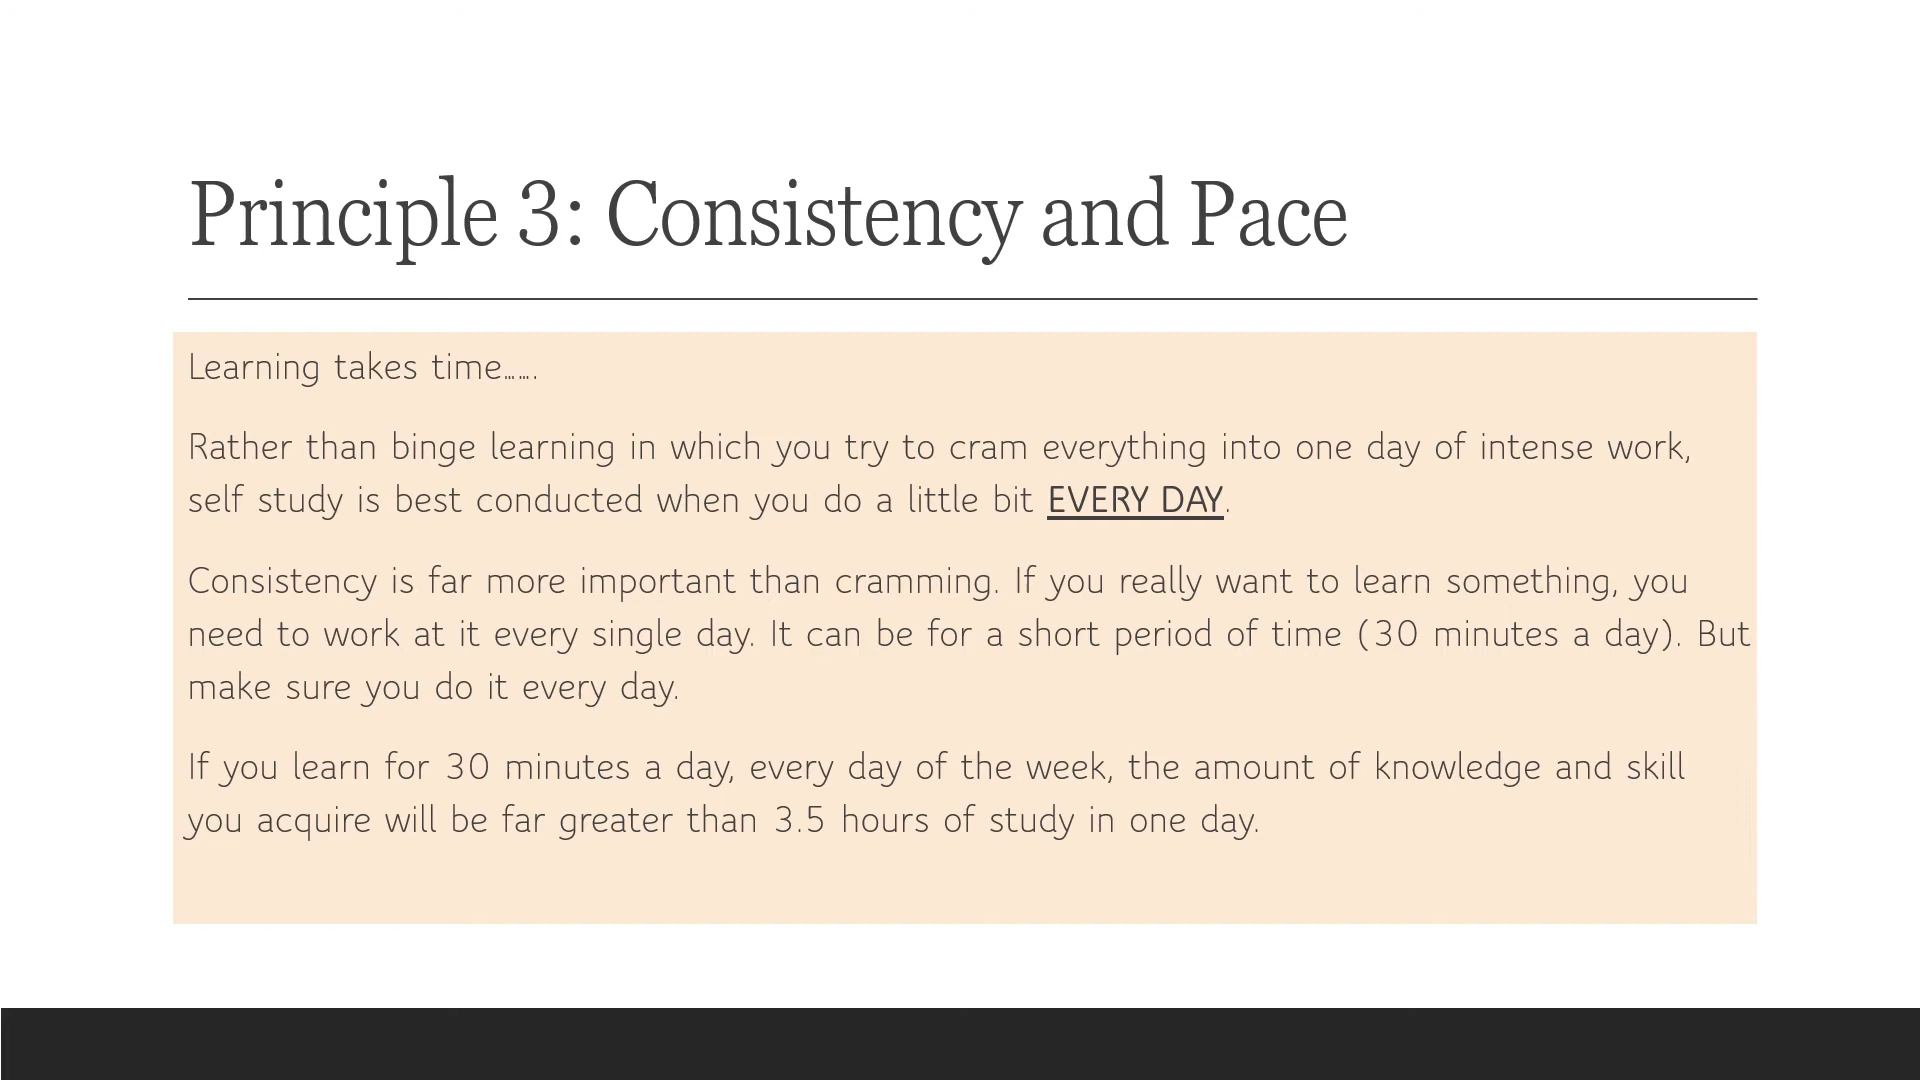 Principle 3: Consistency and Pace
Learning takes time…….
Rather than binge learning in which you try to cram everything into one day of intense work,
self study is best conducted when you do a little bit EVERY DAY.
Consistency is far more important than cramming. If you really want to learn something, you
need to work at it every single day. It can be for a short period of time (30 minutes a day). But
make sure you do it every day.
If you learn for 30 minutes a day, every day of the week, the amount of knowledge and skill
you acquire will be far greater than 3.5 hours of study in one day.